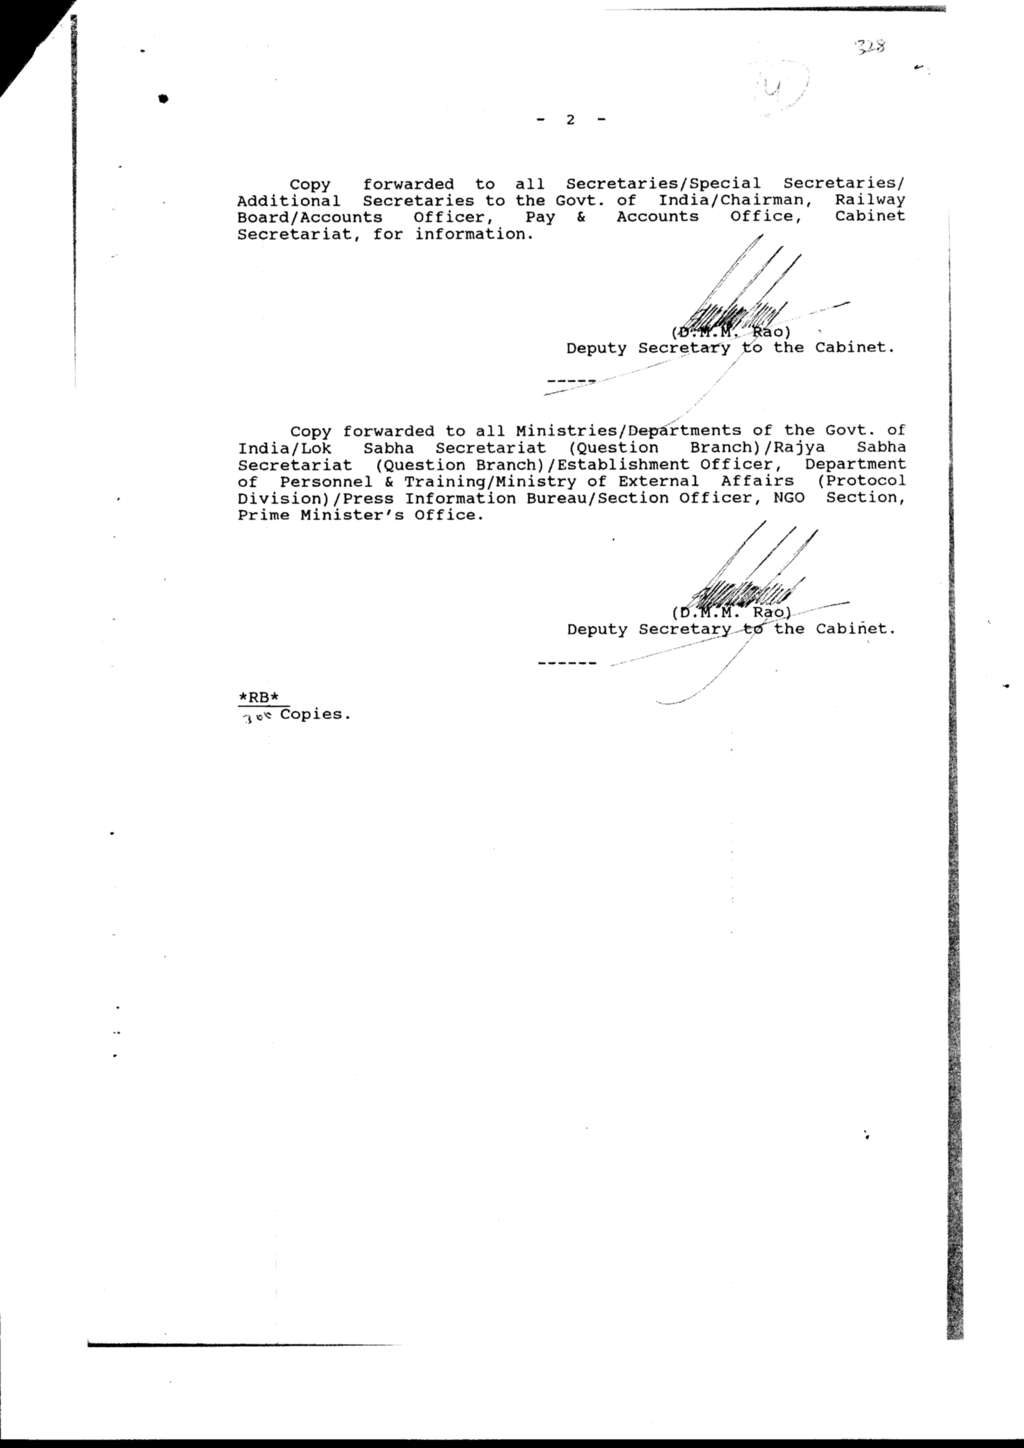 328
4
- 2 -
Copy forwarded to all Secretaries/Special Secretaries/
Additional Secretaries to the Govt. of India/Chairman, Railway
Board/Accounts Officer, Pay & Accounts Office, Cabinet
Secretariat, for information.
(D.M.M. Rao)
Deputy Secretary to the Cabinet.
-----
Copy forwarded to all Ministries/Departments of the Govt. of
India/Lok Sabha Secretariat (Question Branch)/Rajya Sabha
Secretariat (Question Branch)/Establishment Officer, Department
of Personnel & Training/Ministry of External Affairs (Protocol
Division)/Press Information Bureau/Section Officer, NGO Section,
Prime Minister's Office.
(D.M.M. Rao)
Deputy Secretary to the Cabinet.
------
*RB*
300 Copies.